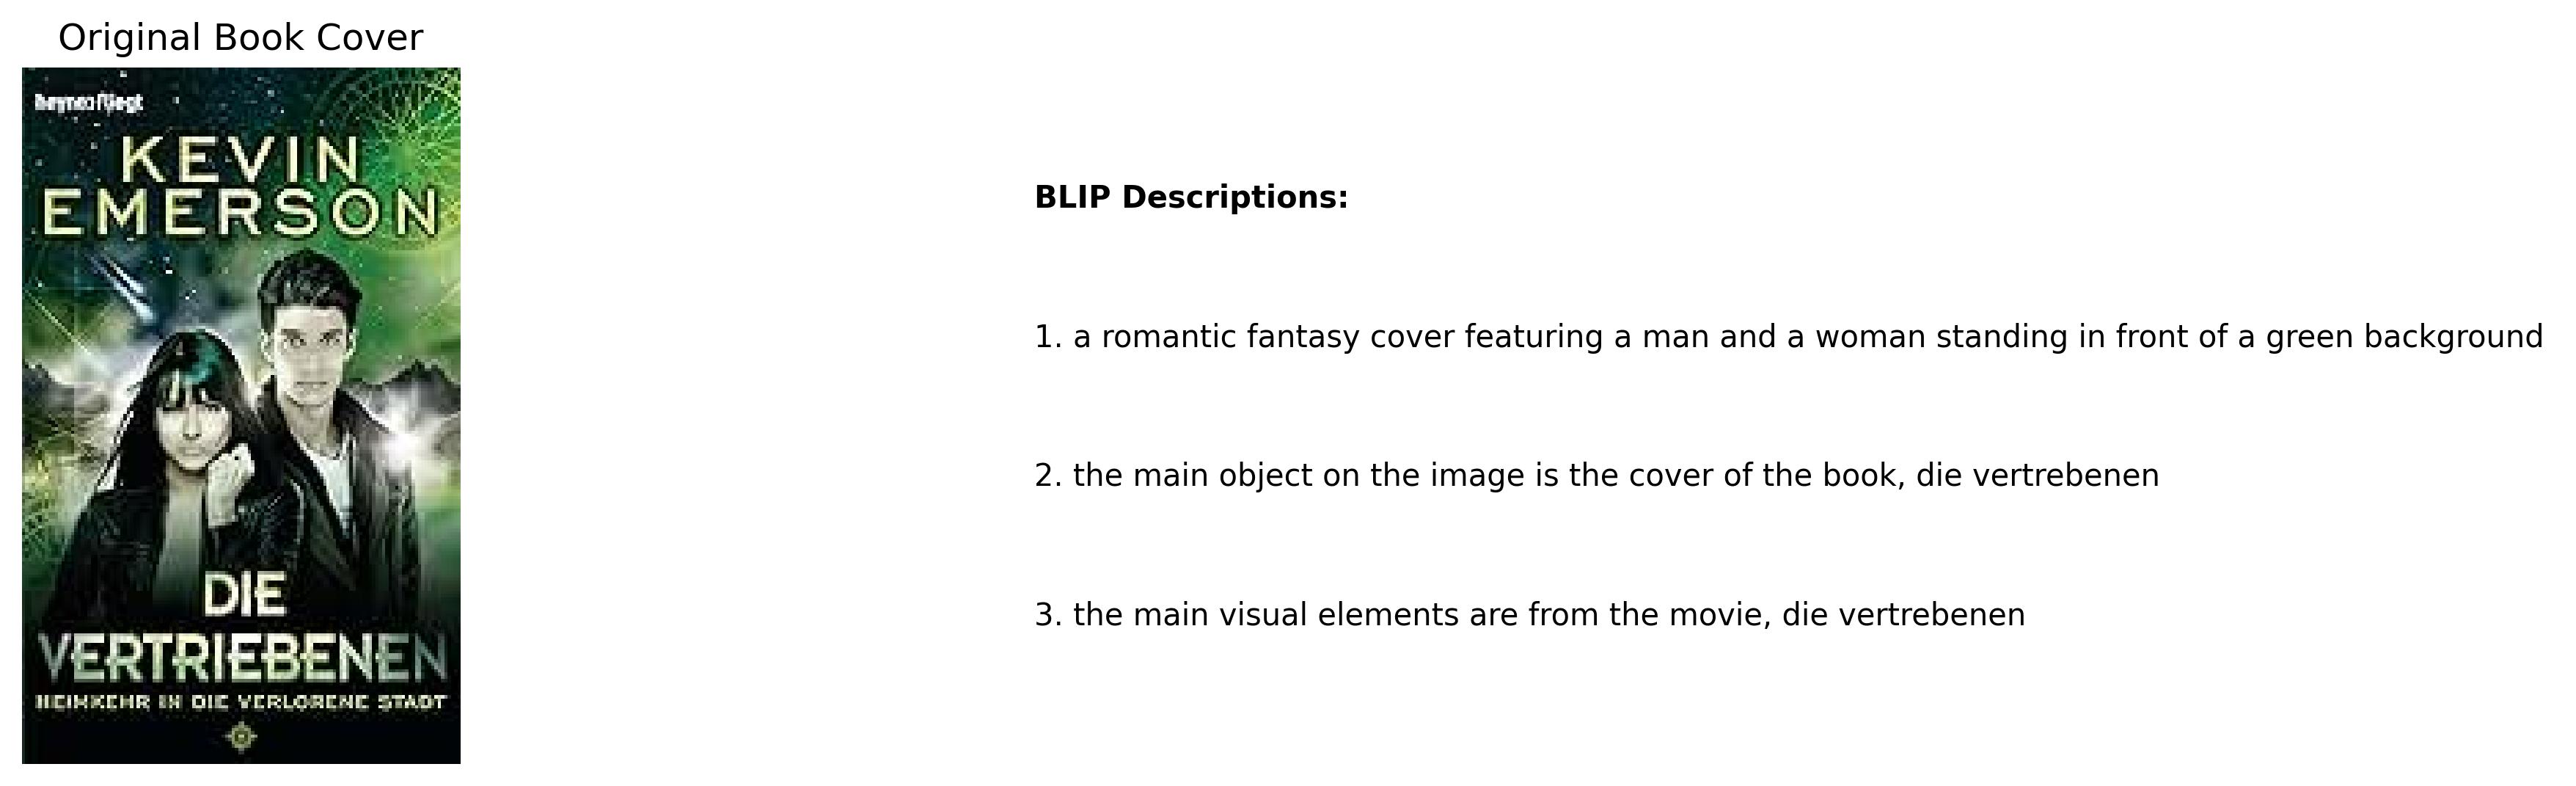 Original Book Cover
KEVIN
EMERSON
DIE
VERTRIEBENEN
HEIMKEHR IN DIE VERLORENE STADT
BLIP Descriptions:
1. a romantic fantasy cover featuring a man and a woman standing in front of a green background
2. the main object on the image is the cover of the book, die vertrebenen
3. the main visual elements are from the movie, die vertrebenen